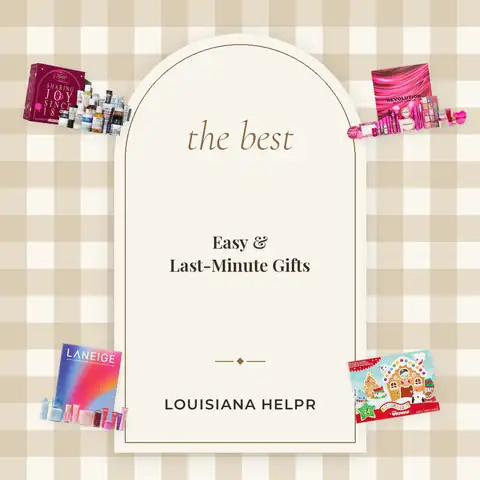 the best
Easy &
Last-Minute Gifts
LOUISIANA HELPR
SHARING
JOY
SINCE
REVOLUTION
LANEIGE